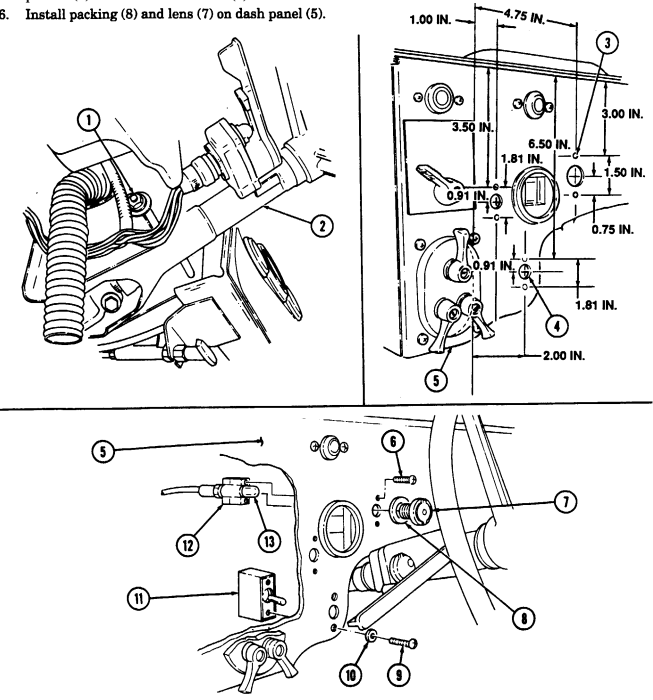 6. Install packing (8) and lens (7) on dash panel (5).
1.00 IN.
4.75 IN.
3
1
3.50 IN.
3.00 IN.
6.50 IN.
1.81 IN.
1.50 IN.
0.91 IN.
2
0.75 IN.
0.91 IN.
1.81 IN.
4
2.00 IN.
5
5
6
7
12
13
11
8
10
9